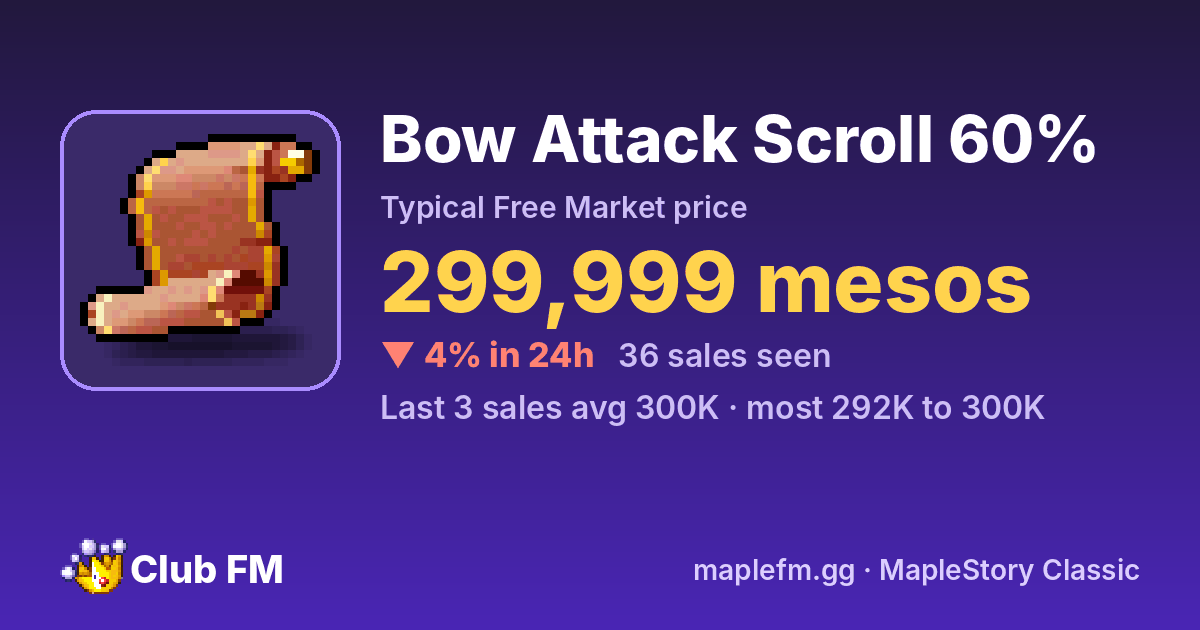 Bow Attack Scroll 60%
Typical Free Market price
299,999 mesos
▼ 4% in 24h 36 sales seen
Last 3 sales avg 300K · most 292K to 300K
Club FM
maplefm.gg · MapleStory Classic